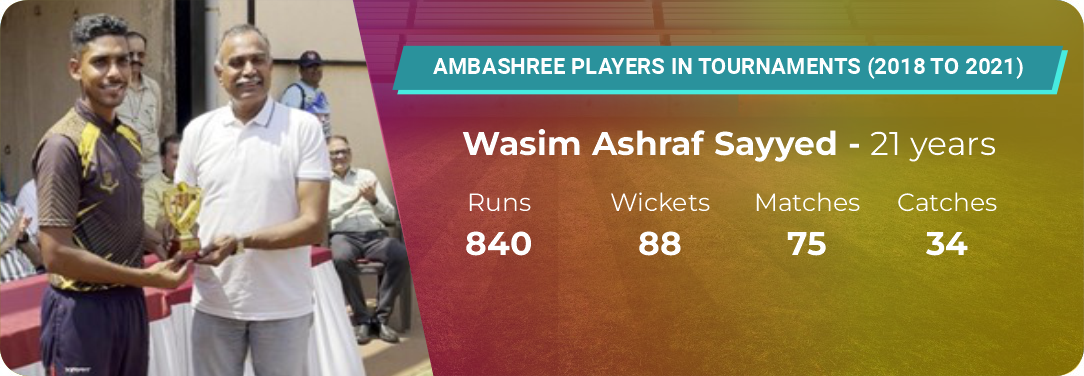 AMBASHREE PLAYERS IN TOURNAMENTS (2018 TO 2021)
Wasim Ashraf Sayyed - 21 years
Runs Wickets Matches Catches
840 88 75 34